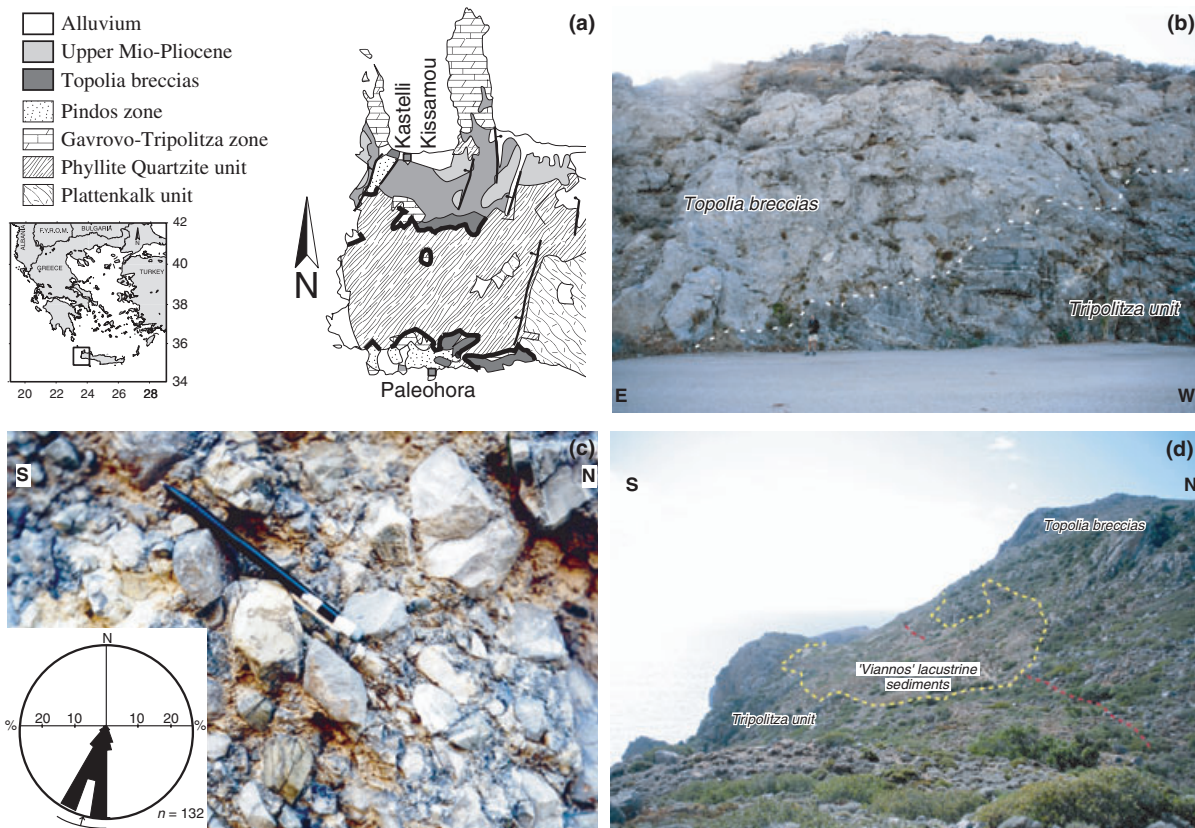 (a)
Alluvium
Upper Mio-Pliocene
Topolia breccias
Pindos zone
Gavrovo-Tripolitza zone
Phyllite Quartzite unit
Plattenkalk unit
Kastelli
Kissamou
N
Paleohora
ALBANIA
F.Y.R.O.M.
BULGARIA
N
GREECE
TURKEY
42
40
38
36
34
20 22 24 26 28
(b)
Topolia breccias
Tripolitza unit
E W
(c)
S N
N
% 20 10 10 20 %
n = 132
(d)
S N
Topolia breccias
'Viannos' lacustrine
sediments
Tripolitza unit